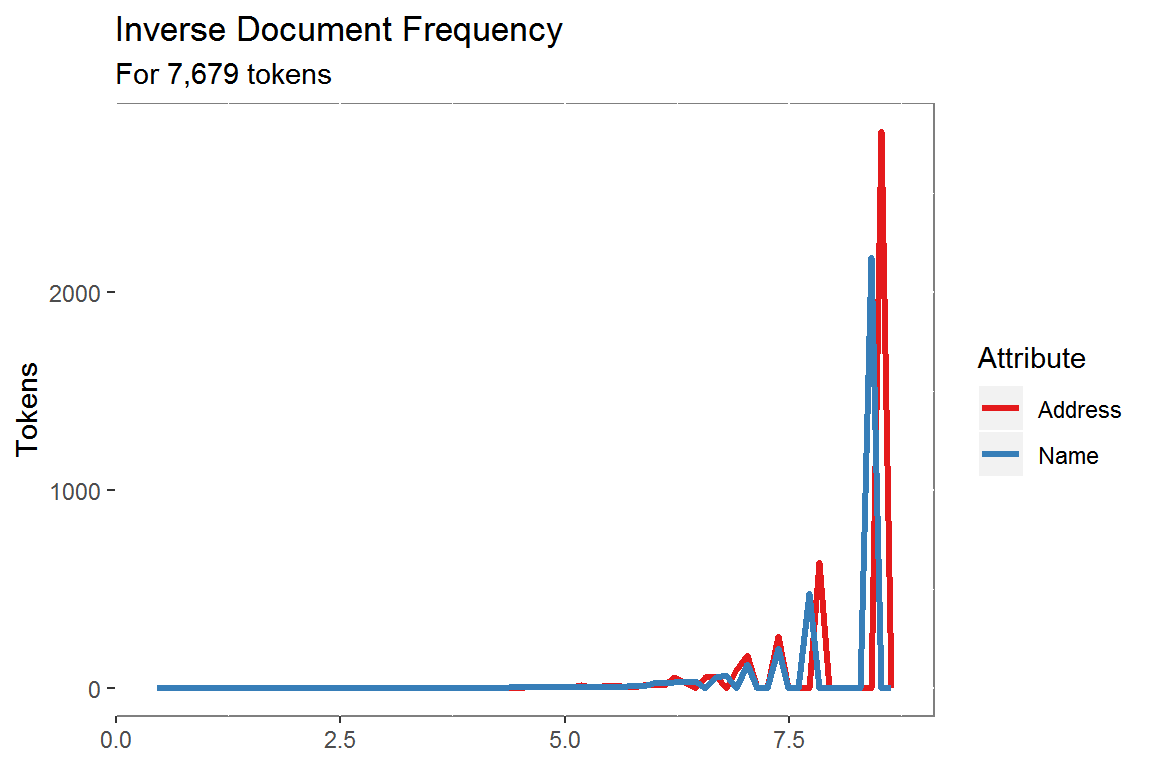 Inverse Document Frequency
For 7,679 tokens
Tokens
2000
1000
0
0.0
2.5
5.0
7.5
Attribute
Address
Name